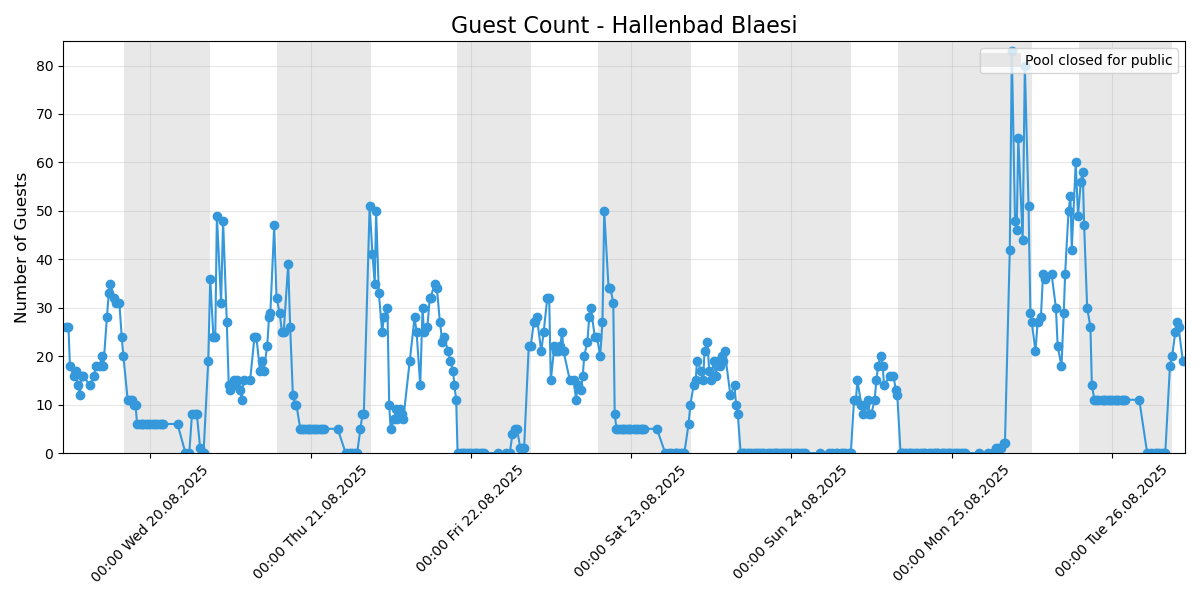 Guest Count - Hallenbad Blaesi
Pool closed for public
Number of Guests
80
70
60
50
40
30
20
10
0
00:00 Wed 20.08.2025
00:00 Thu 21.08.2025
00:00 Fri 22.08.2025
00:00 Sat 23.08.2025
00:00 Sun 24.08.2025
00:00 Mon 25.08.2025
00:00 Tue 26.08.2025